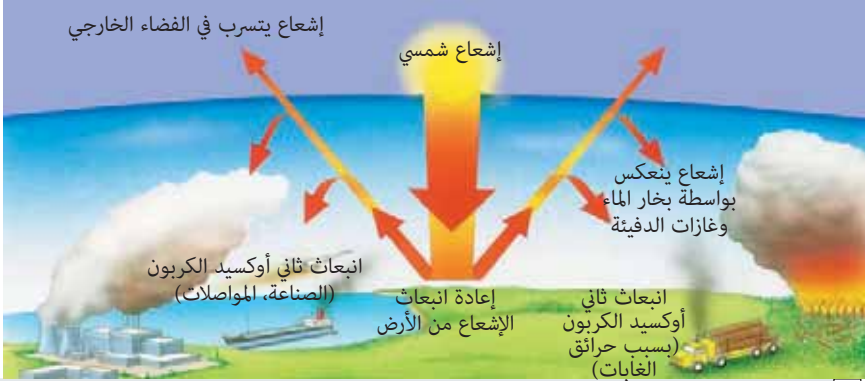 إشعاع يتسرب في الفضاء الخارجي
إشعاع شمسي
إشعاع ينعكس
بواسطة بخار الماء
وغازات الدفيئة
انبعاث ثاني أوكسيد الكربون
(الصناعة، المواصلات)
إعادة انبعاث
الإشعاع من الأرض
انبعاث ثاني
أوكسيد الكربون
(بسبب حرائق
الغابات)